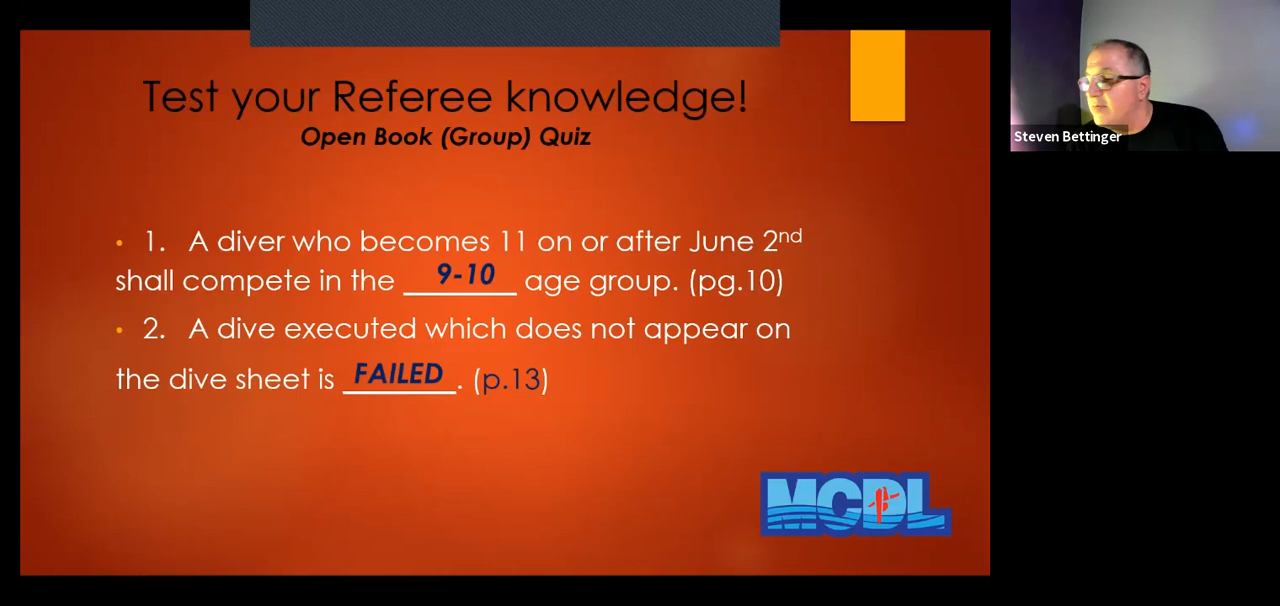 Test your Referee knowledge!
Open Book (Group) Quiz
Steven Bettinger
• 1. A diver who becomes 11 on or after June 2nd
shall compete in the 9-10 age group. (pg.10)
• 2. A dive executed which does not appear on
the dive sheet is FAILED. (p.13)
MCDL